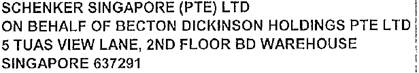 SCHENKER SINGAPORE (PTE) LTD
ON BEHALF OF BECTON DICKINSON HOLDINGS PTE LTD
5 TUAS VIEW LANE, 2ND FLOOR BD WAREHOUSE
SINGAPORE 637291